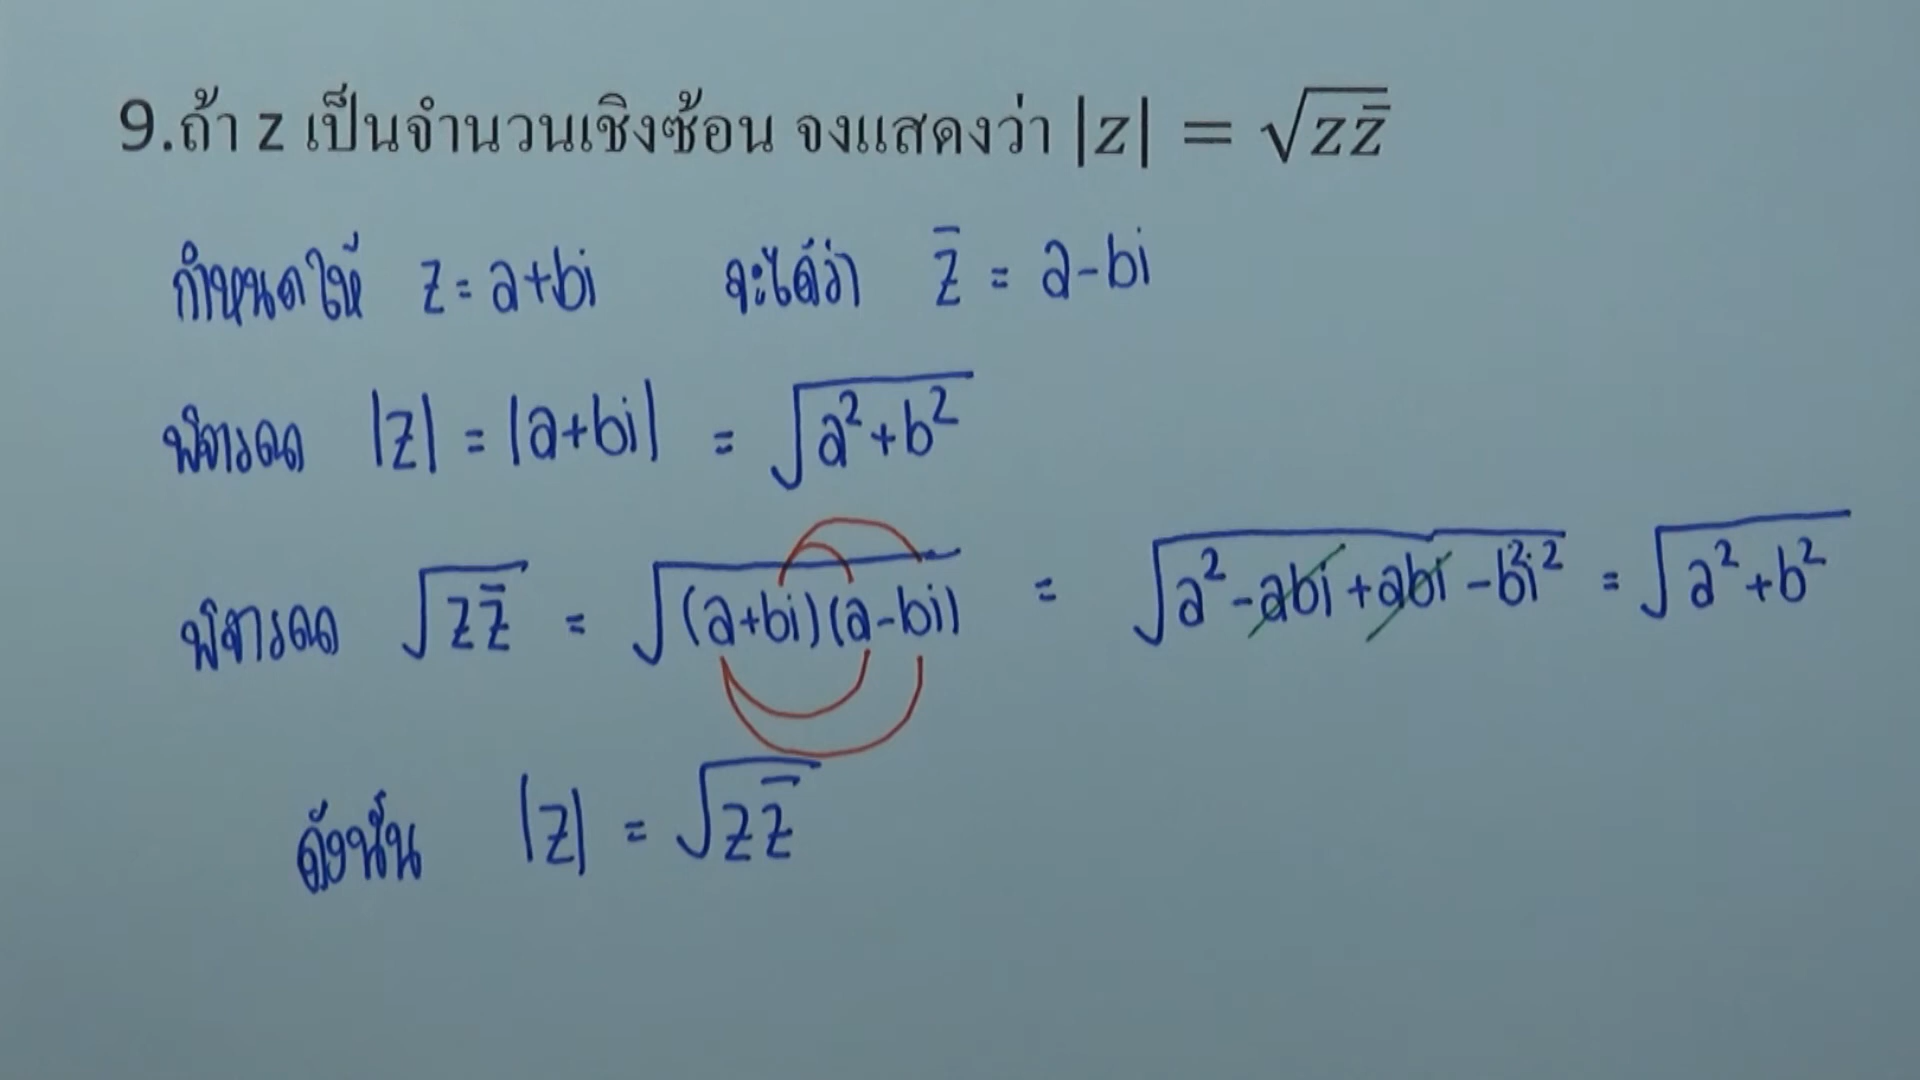 9.ถ้า z เป็นจำนวนเชิงซ้อน จงแสดงว่า |z| = √(zz̄)
กำหนดให้ z = a+bi จะได้ว่า z̄ = a-bi
พิจารณา |z| = |a+bi| = √(a²+b²)
พิจารณา √(zz̄) = √((a+bi)(a-bi)) = √(a²-abi+abi-b²i²) = √(a²+b²)
ดังนั้น |z| = √(zz̄)